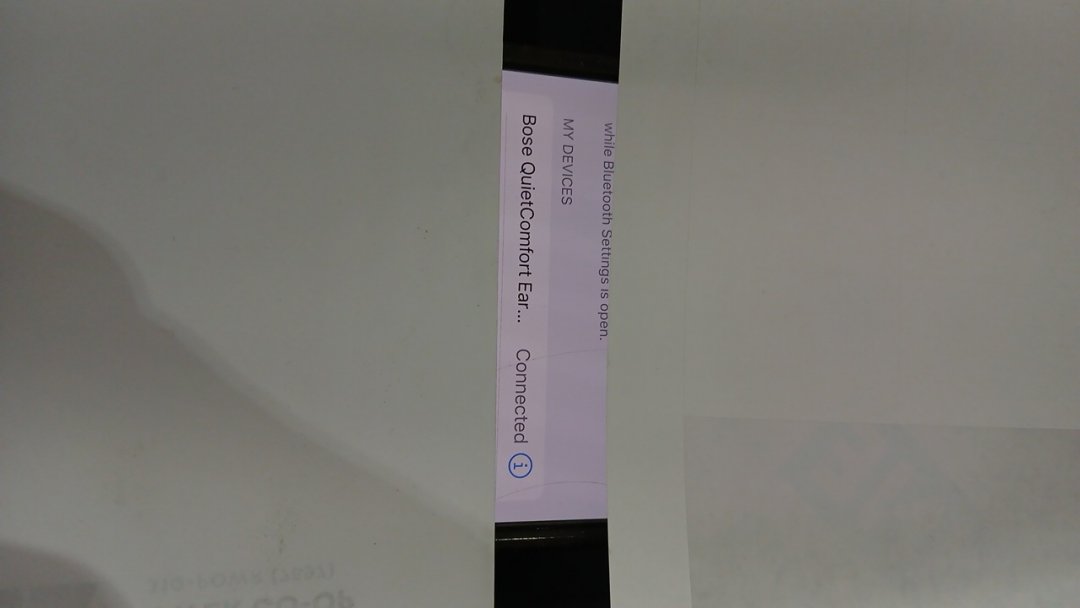 while Bluetooth Settings is open.
MY DEVICES
Bose QuietComfort Ear... Connected